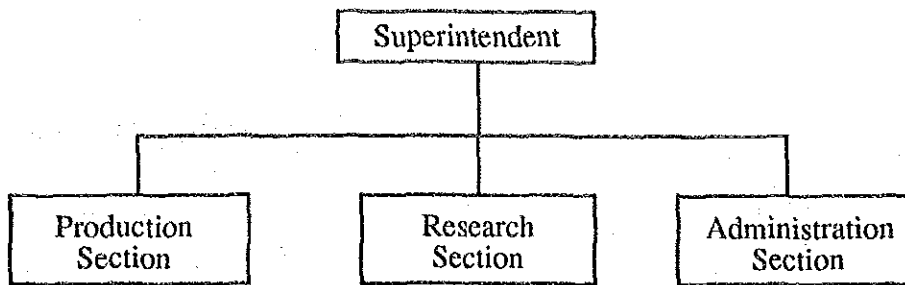 Superintendent
Production
Section
Research
Section
Administration
Section